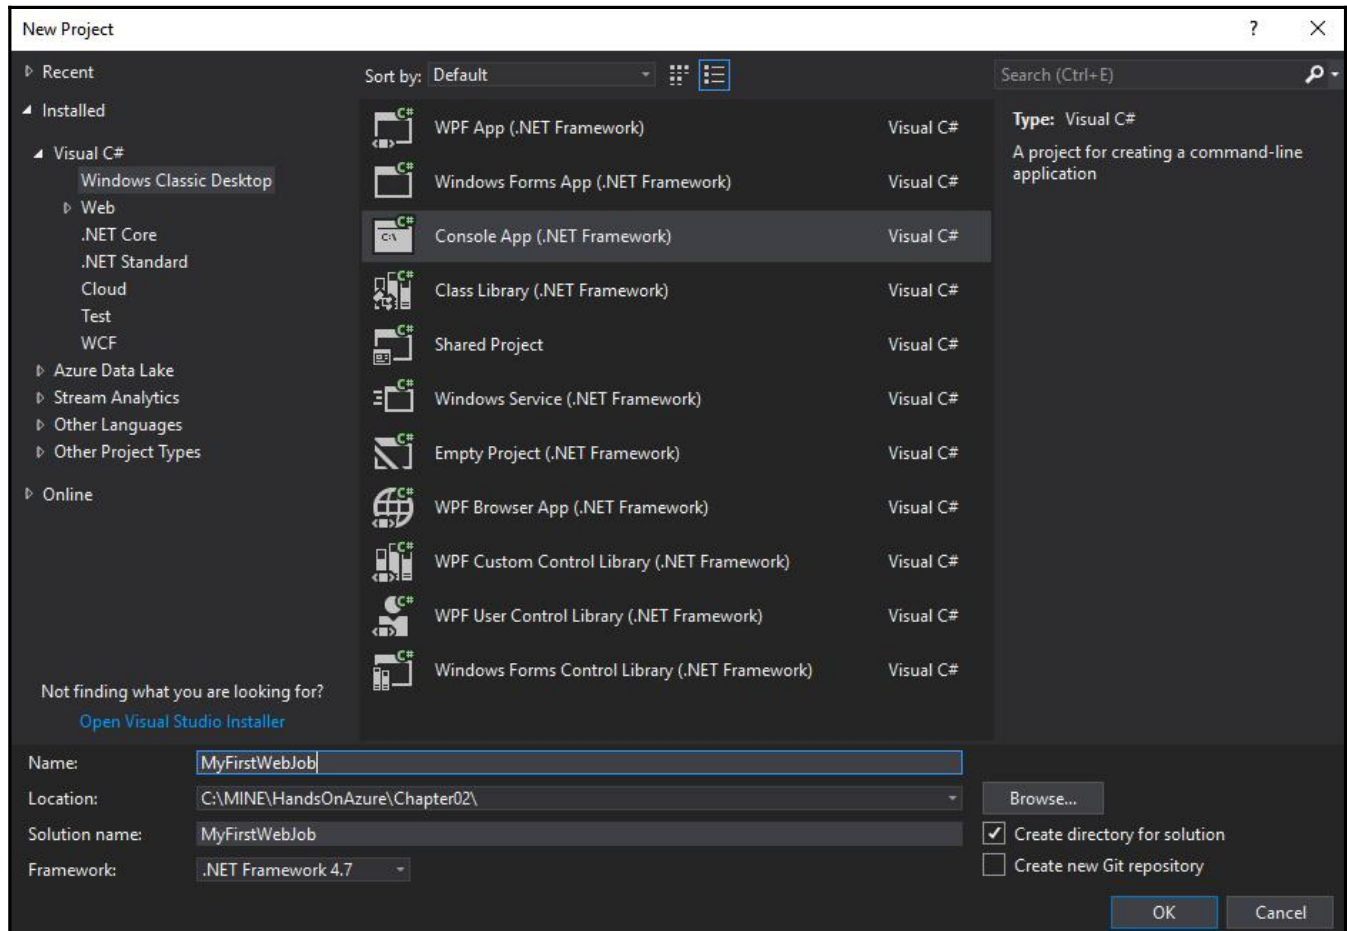 New Project
?
Recent
Installed
Visual C#
Windows Classic Desktop
Web
.NET Core
.NET Standard
Cloud
Test
WCF
Azure Data Lake
Stream Analytics
Other Languages
Other Project Types
Online
Not finding what you are looking for?
Open Visual Studio Installer
Sort by: Default
C# WPF App (.NET Framework) Visual C#
C# Windows Forms App (.NET Framework) Visual C#
C# C:\ Console App (.NET Framework) Visual C#
C# Class Library (.NET Framework) Visual C#
C# Shared Project Visual C#
C# Windows Service (.NET Framework) Visual C#
C# Empty Project (.NET Framework) Visual C#
C# WPF Browser App (.NET Framework) Visual C#
C# WPF Custom Control Library (.NET Framework) Visual C#
C# WPF User Control Library (.NET Framework) Visual C#
C# Windows Forms Control Library (.NET Framework) Visual C#
Search (Ctrl+E)
Type: Visual C#
A project for creating a command-line
application
Name: MyFirstWebJob
Location: C:\MINE\HandsOnAzure\Chapter02\
Browse...
Solution name: MyFirstWebJob
Create directory for solution
Framework: .NET Framework 4.7
Create new Git repository
OK Cancel